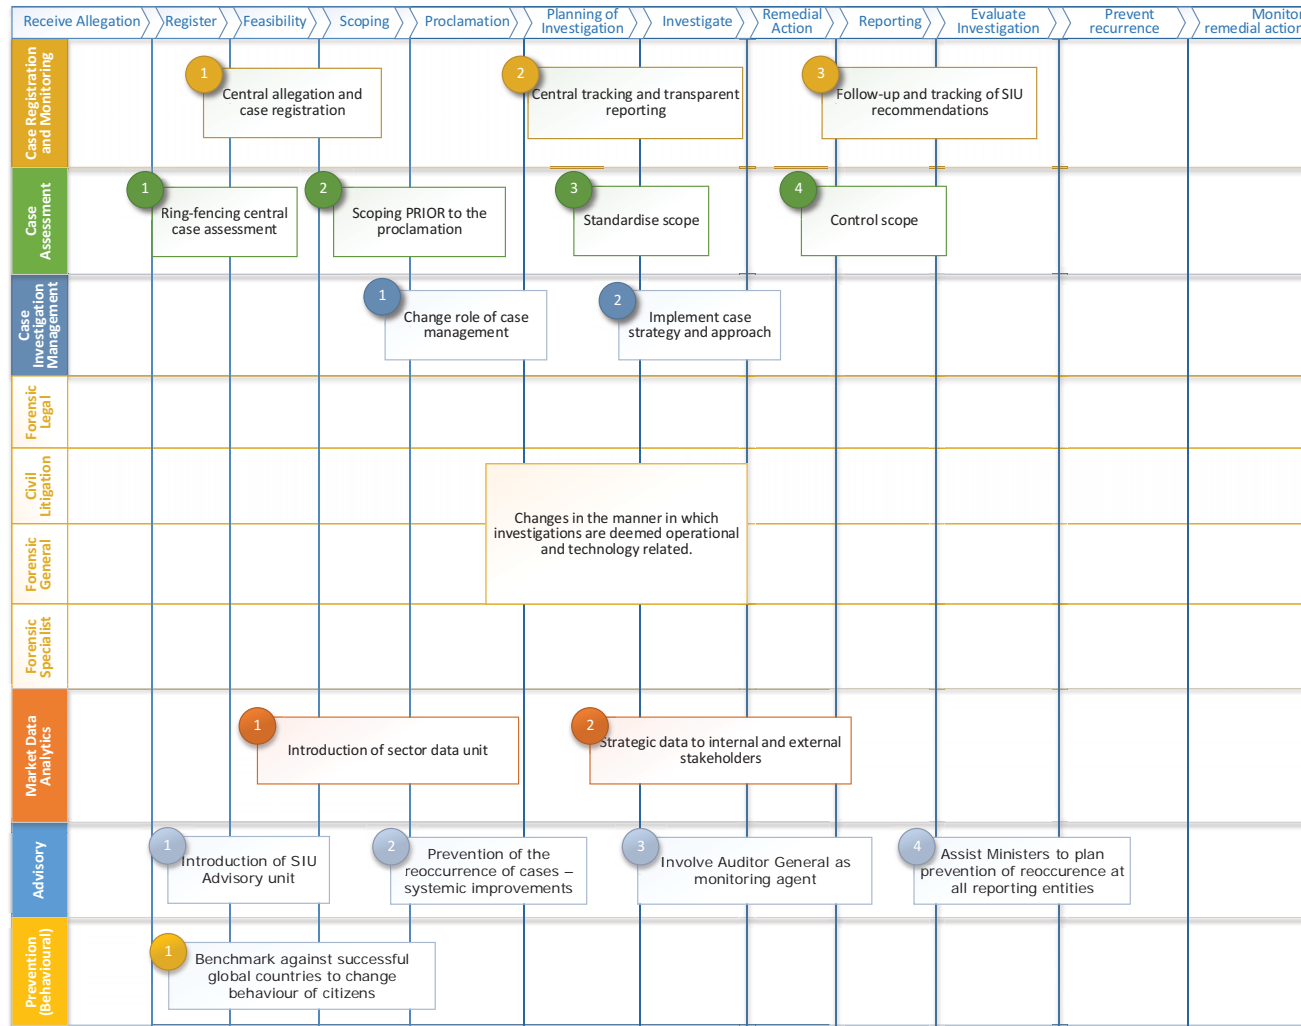 Receive Allegation
Register
Feasibility
Scoping
Proclamation
Planning of
Investigation
Investigate
Remedial
Action
Reporting
Evaluate
Investigation
Prevent
recurrence
Monitor
remedial action
Case Registration
and Monitoring
1
Central allegation and
case registration
2
Central tracking and transparent
reporting
3
Follow-up and tracking of SIU
recommendations
Case
Assessment
1
Ring-fencing central
case assessment
2
Scoping PRIOR to the
proclamation
3
Standardise scope
4
Control scope
Case
Investigation
Management
1
Change role of case
management
2
Implement case
strategy and approach
Forensic
Legal
Civil
Litigation
Forensic
General
Forensic
Specialist
Changes in the manner in which
investigations are deemed operational
and technology related.
Market Data
Analytics
1
Introduction of sector data unit
2
Strategic data to internal and external
stakeholders
Advisory
1
Introduction of SIU
Advisory unit
2
Prevention of the
reoccurrence of cases –
systemic improvements
3
Involve Auditor General as
monitoring agent
4
Assist Ministers to plan
prevention of reoccurence at
all reporting entities
Prevention
(Behavioural)
1
Benchmark against successful
global countries to change
behaviour of citizens